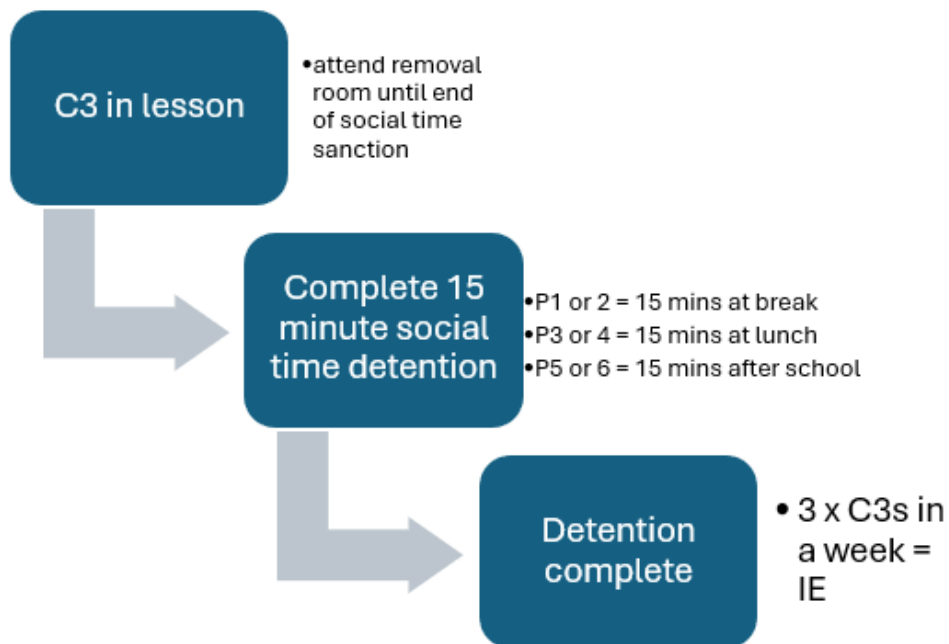 C3 in lesson
•attend removal
room until end
of social time
sanction
Complete 15
minute social
time detention
•P1 or 2 = 15 mins at break
•P3 or 4 = 15 mins at lunch
•P5 or 6 = 15 mins after school
Detention
complete
• 3 x C3s in
a week =
IE